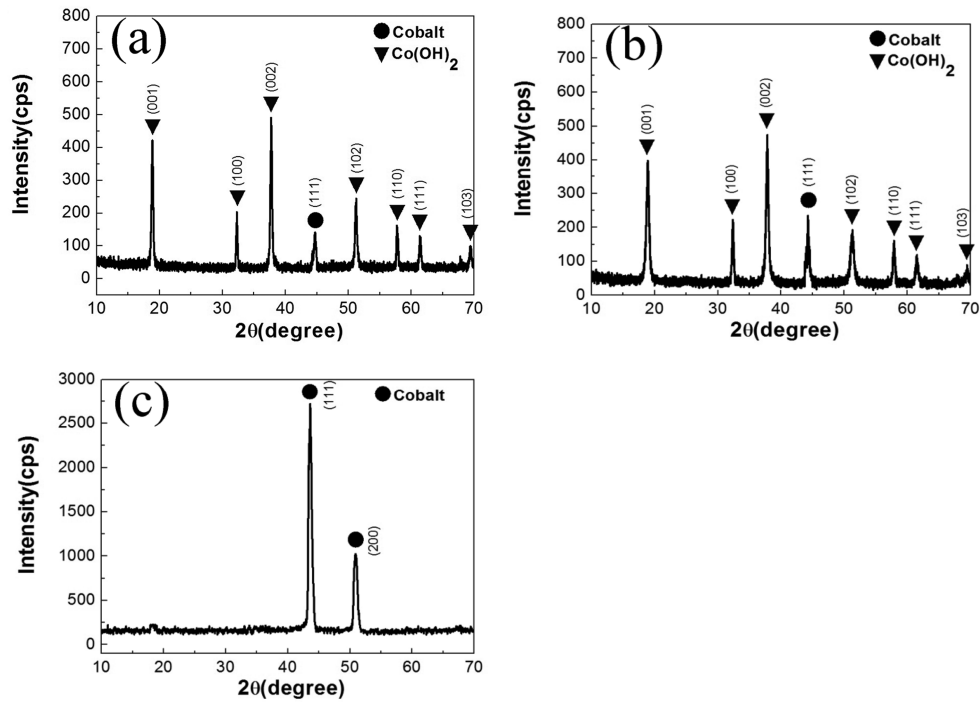 (a)
Cobalt
Co(OH)2
(001)
(100)
(002)
(111)
(102)
(110)
(111)
(103)
Intensity(cps)
800
700
600
500
400
300
200
100
0
10 20 30 40 50 60 70
2θ(degree)
(b)
Cobalt
Co(OH)2
(001)
(100)
(002)
(111)
(102)
(110)
(111)
(103)
Intensity(cps)
800
700
600
500
400
300
200
100
0
10 20 30 40 50 60 70
2θ(degree)
(c)
Cobalt
(111)
(200)
Intensity(cps)
3000
2500
2000
1500
1000
500
0
10 20 30 40 50 60 70
2θ(degree)